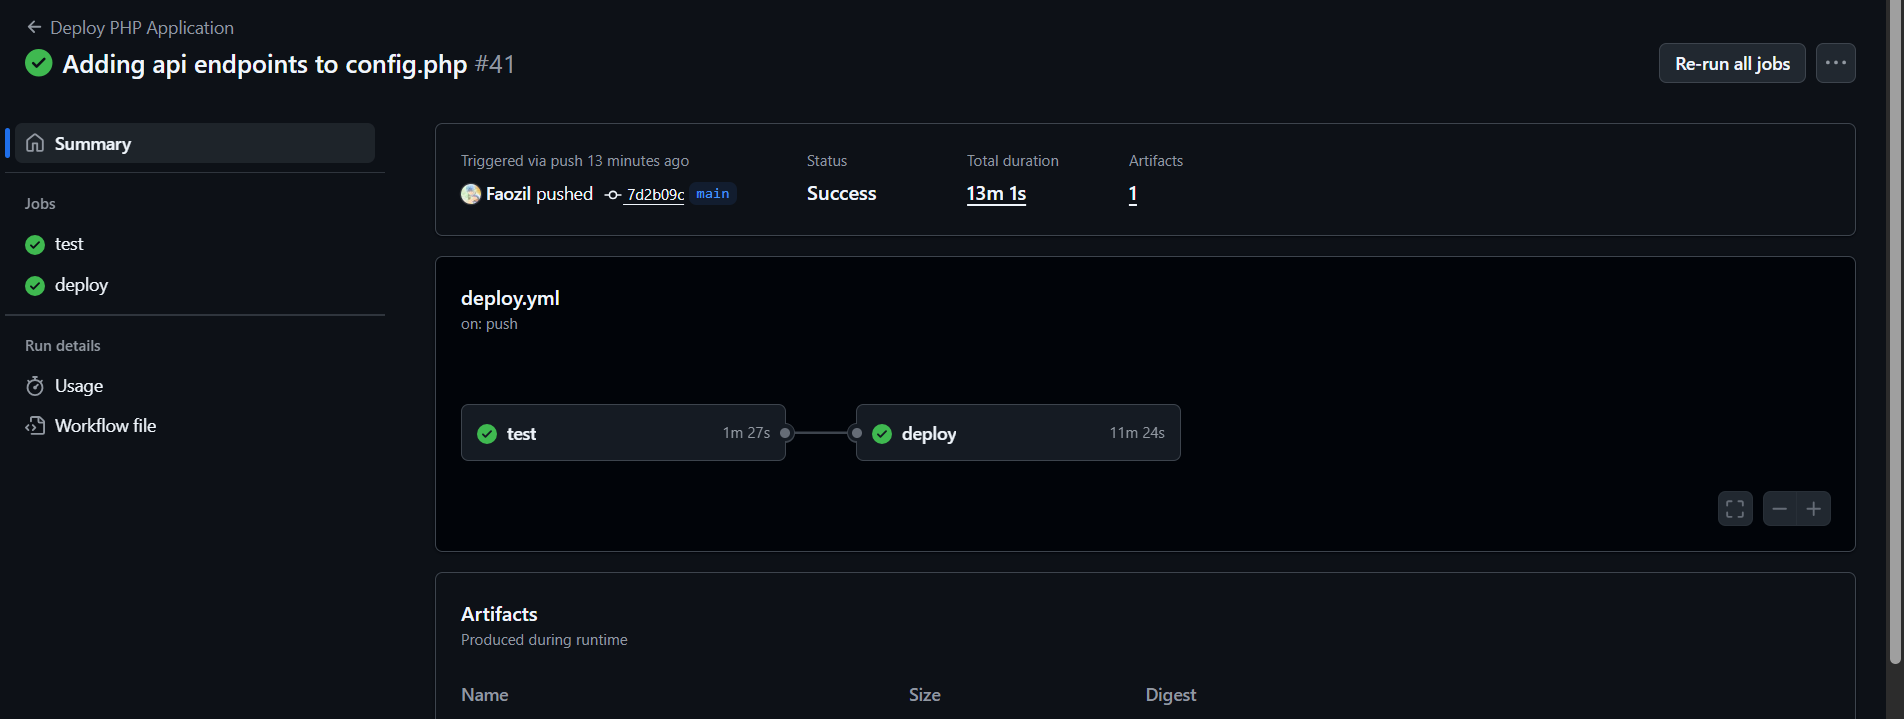 Deploy PHP Application
Adding api endpoints to config.php #41
Re-run all jobs
Summary
Jobs
test
deploy
Run details
Usage
Workflow file
Triggered via push 13 minutes ago
Faozil pushed 7d2b09c main
Status
Success
Total duration
13m 1s
Artifacts
1
deploy.yml
on: push
test 1m 27s
deploy 11m 24s
Artifacts
Produced during runtime
Name Size Digest